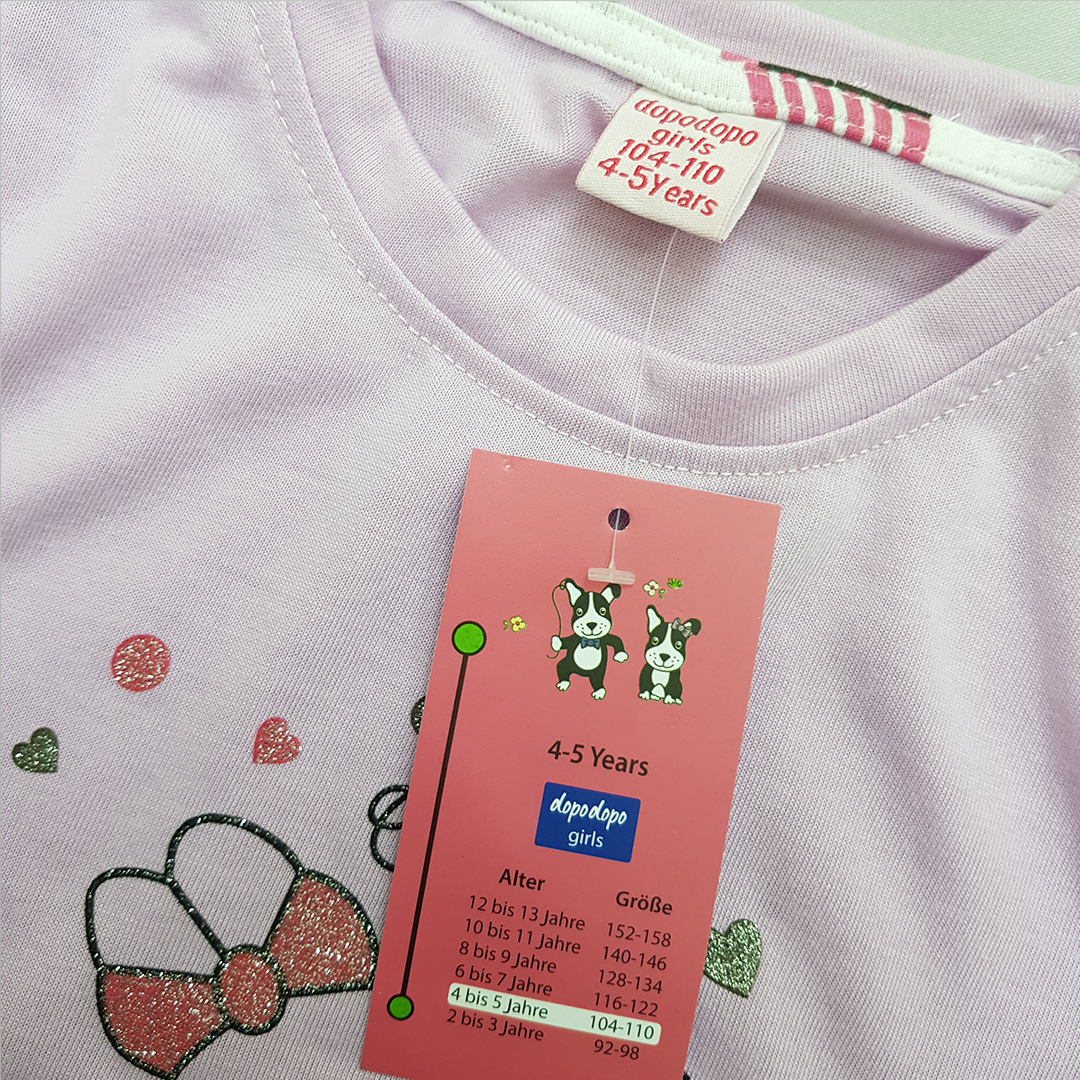 dopodopo
girls
104-110
4-5Years
4-5 Years
dopodopo
girls
Alter Größe
12 bis 13 Jahre 152-158
10 bis 11 Jahre 140-146
8 bis 9 Jahre 128-134
6 bis 7 Jahre 116-122
4 bis 5 Jahre 104-110
2 bis 3 Jahre 92-98